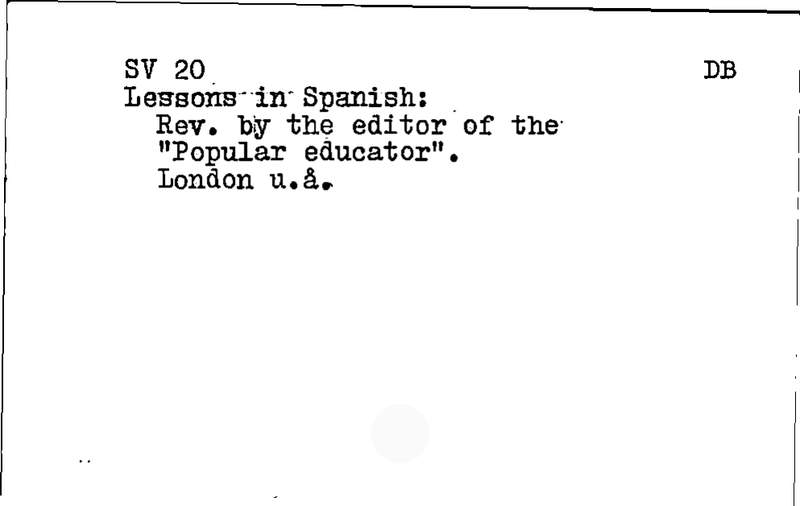 SV 20 DB
Lessons in Spanish:
Rev. by the editor of the
"Popular educator".
London u.å.